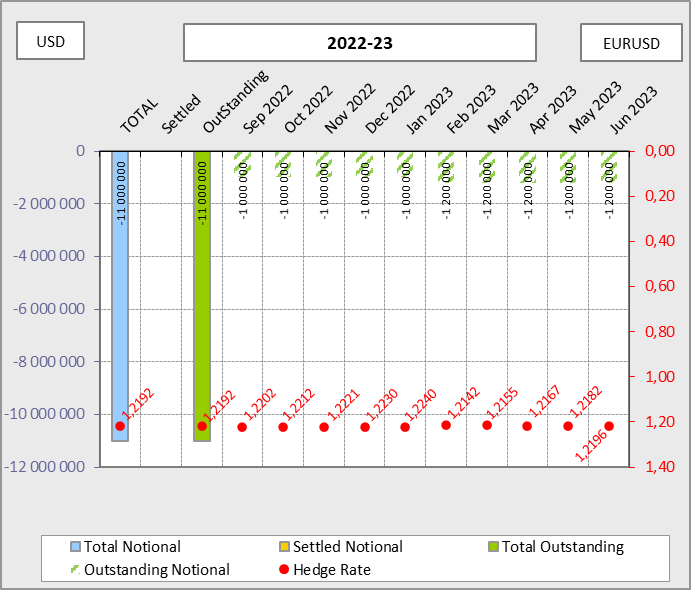 USD
2022-23
EURUSD
TOTAL
Settled
OutStanding
Sep 2022
Oct 2022
Nov 2022
Dec 2022
Jan 2023
Feb 2023
Mar 2023
Apr 2023
May 2023
Jun 2023
0
-2 000 000
-4 000 000
-6 000 000
-8 000 000
-10 000 000
-12 000 000
-11 000 000
-11 000 000
-1 000 000
-1 000 000
-1 000 000
-1 000 000
-1 000 000
-1 200 000
-1 200 000
-1 200 000
-1 200 000
-1 200 000
0,00
0,20
0,40
0,60
0,80
1,00
1,20
1,40
1,2192
1,2192
1,2202
1,2212
1,2221
1,2230
1,2240
1,2142
1,2155
1,2167
1,2182
1,2196
Total Notional
Settled Notional
Total Outstanding
Outstanding Notional
Hedge Rate